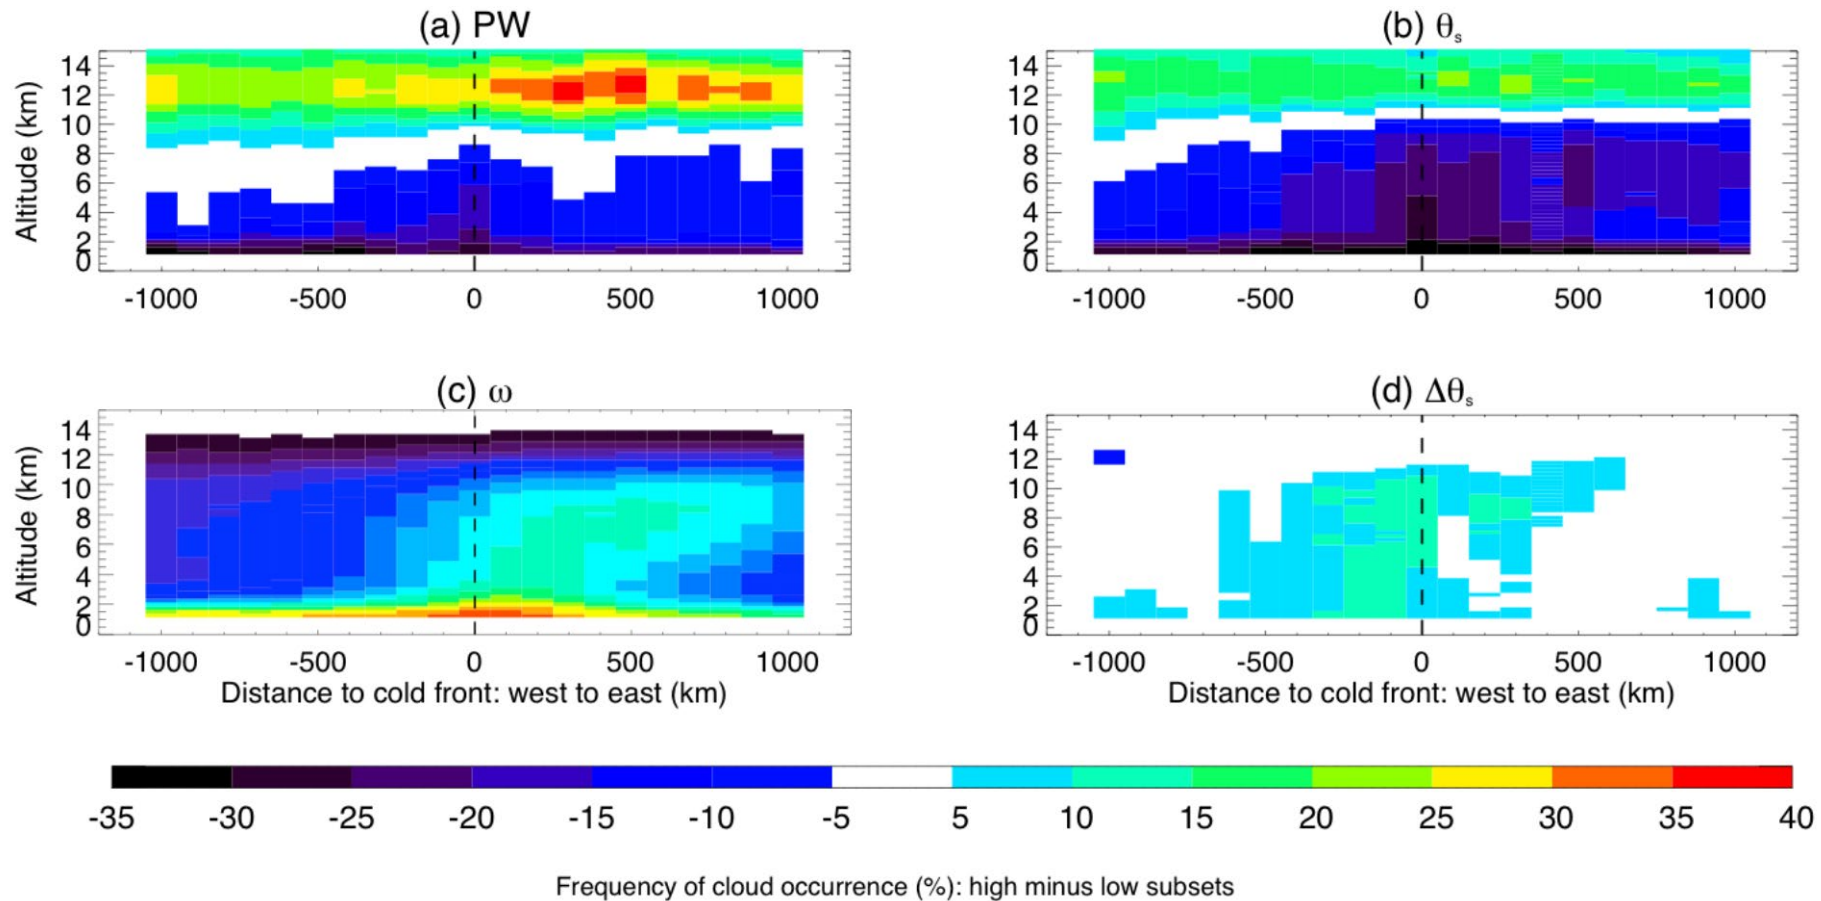 (a) PW
(b) θs
Altitude (km)
14
12
10
8
6
4
2
0
-1000 -500 0 500 1000
14
12
10
8
6
4
2
0
-1000 -500 0 500 1000
(c) ω
(d) Δθs
Altitude (km)
14
12
10
8
6
4
2
0
-1000 -500 0 500 1000
Distance to cold front: west to east (km)
14
12
10
8
6
4
2
0
-1000 -500 0 500 1000
Distance to cold front: west to east (km)
-35 -30 -25 -20 -15 -10 -5 5 10 15 20 25 30 35 40
Frequency of cloud occurrence (%): high minus low subsets